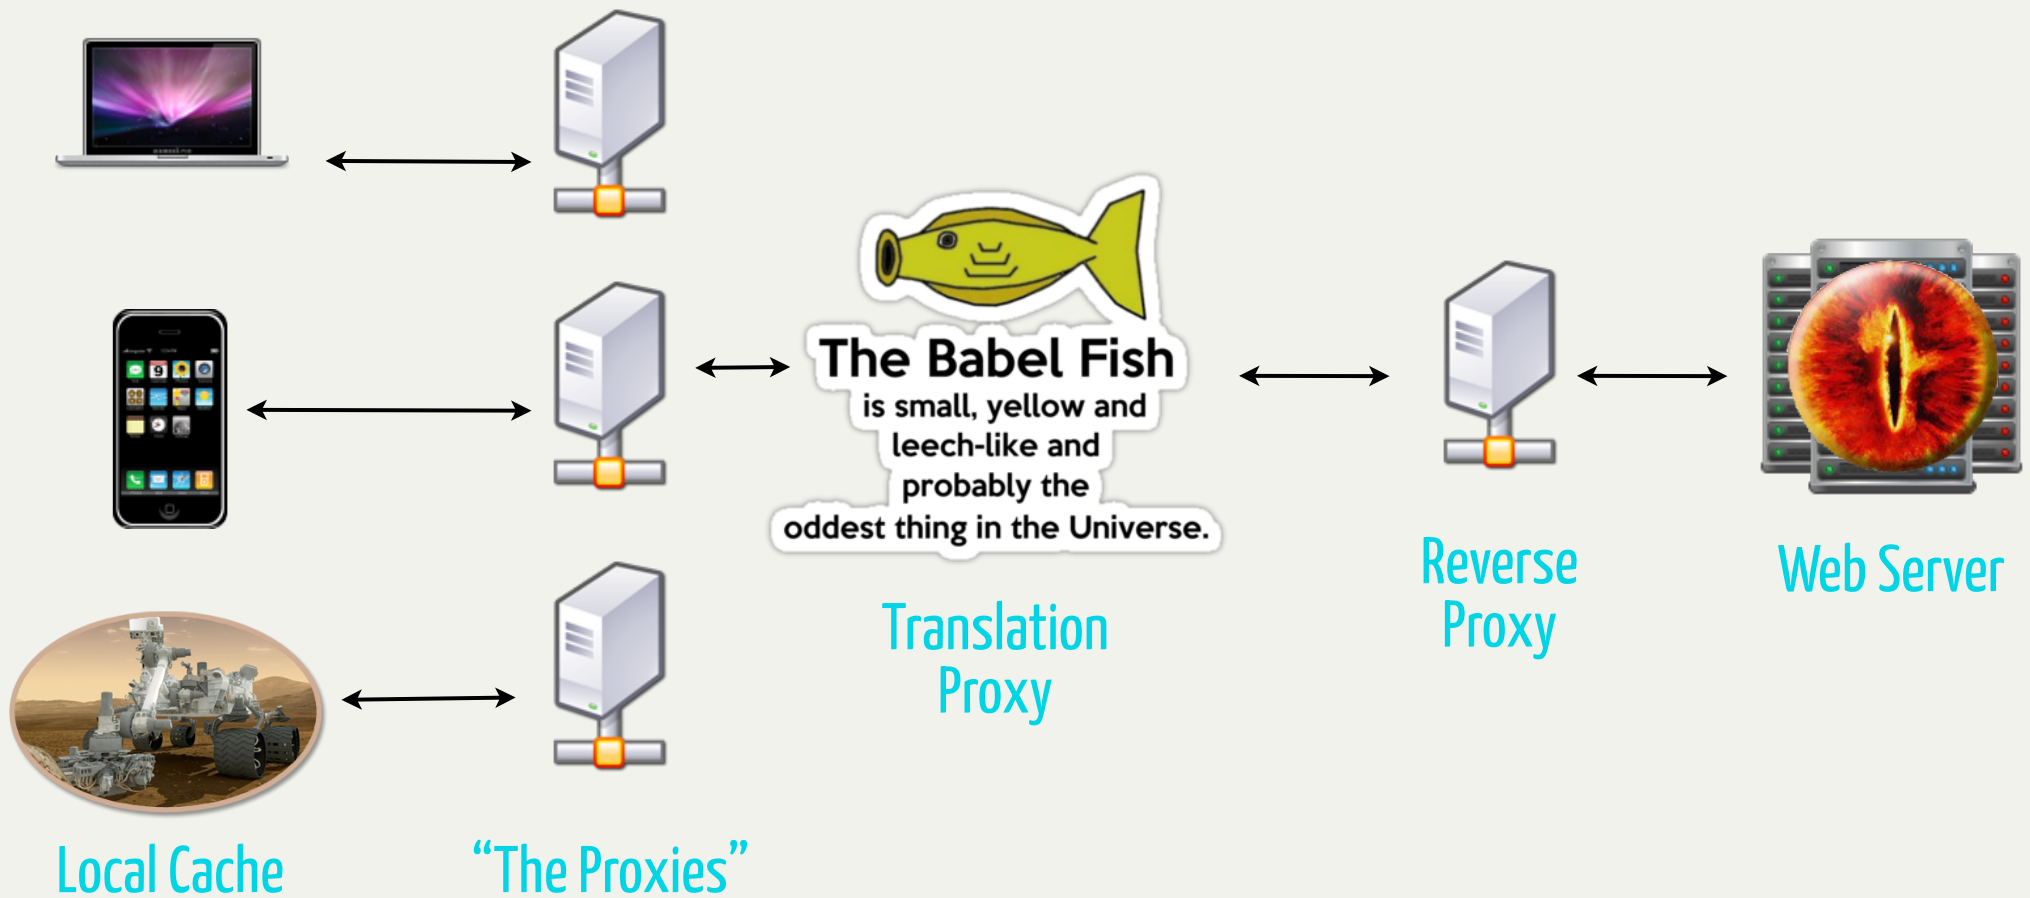 The Babel Fish
is small, yellow and
leech-like and
probably the
oddest thing in the Universe.
Translation
Proxy
Reverse
Proxy
Web Server
Local Cache
“The Proxies”
9